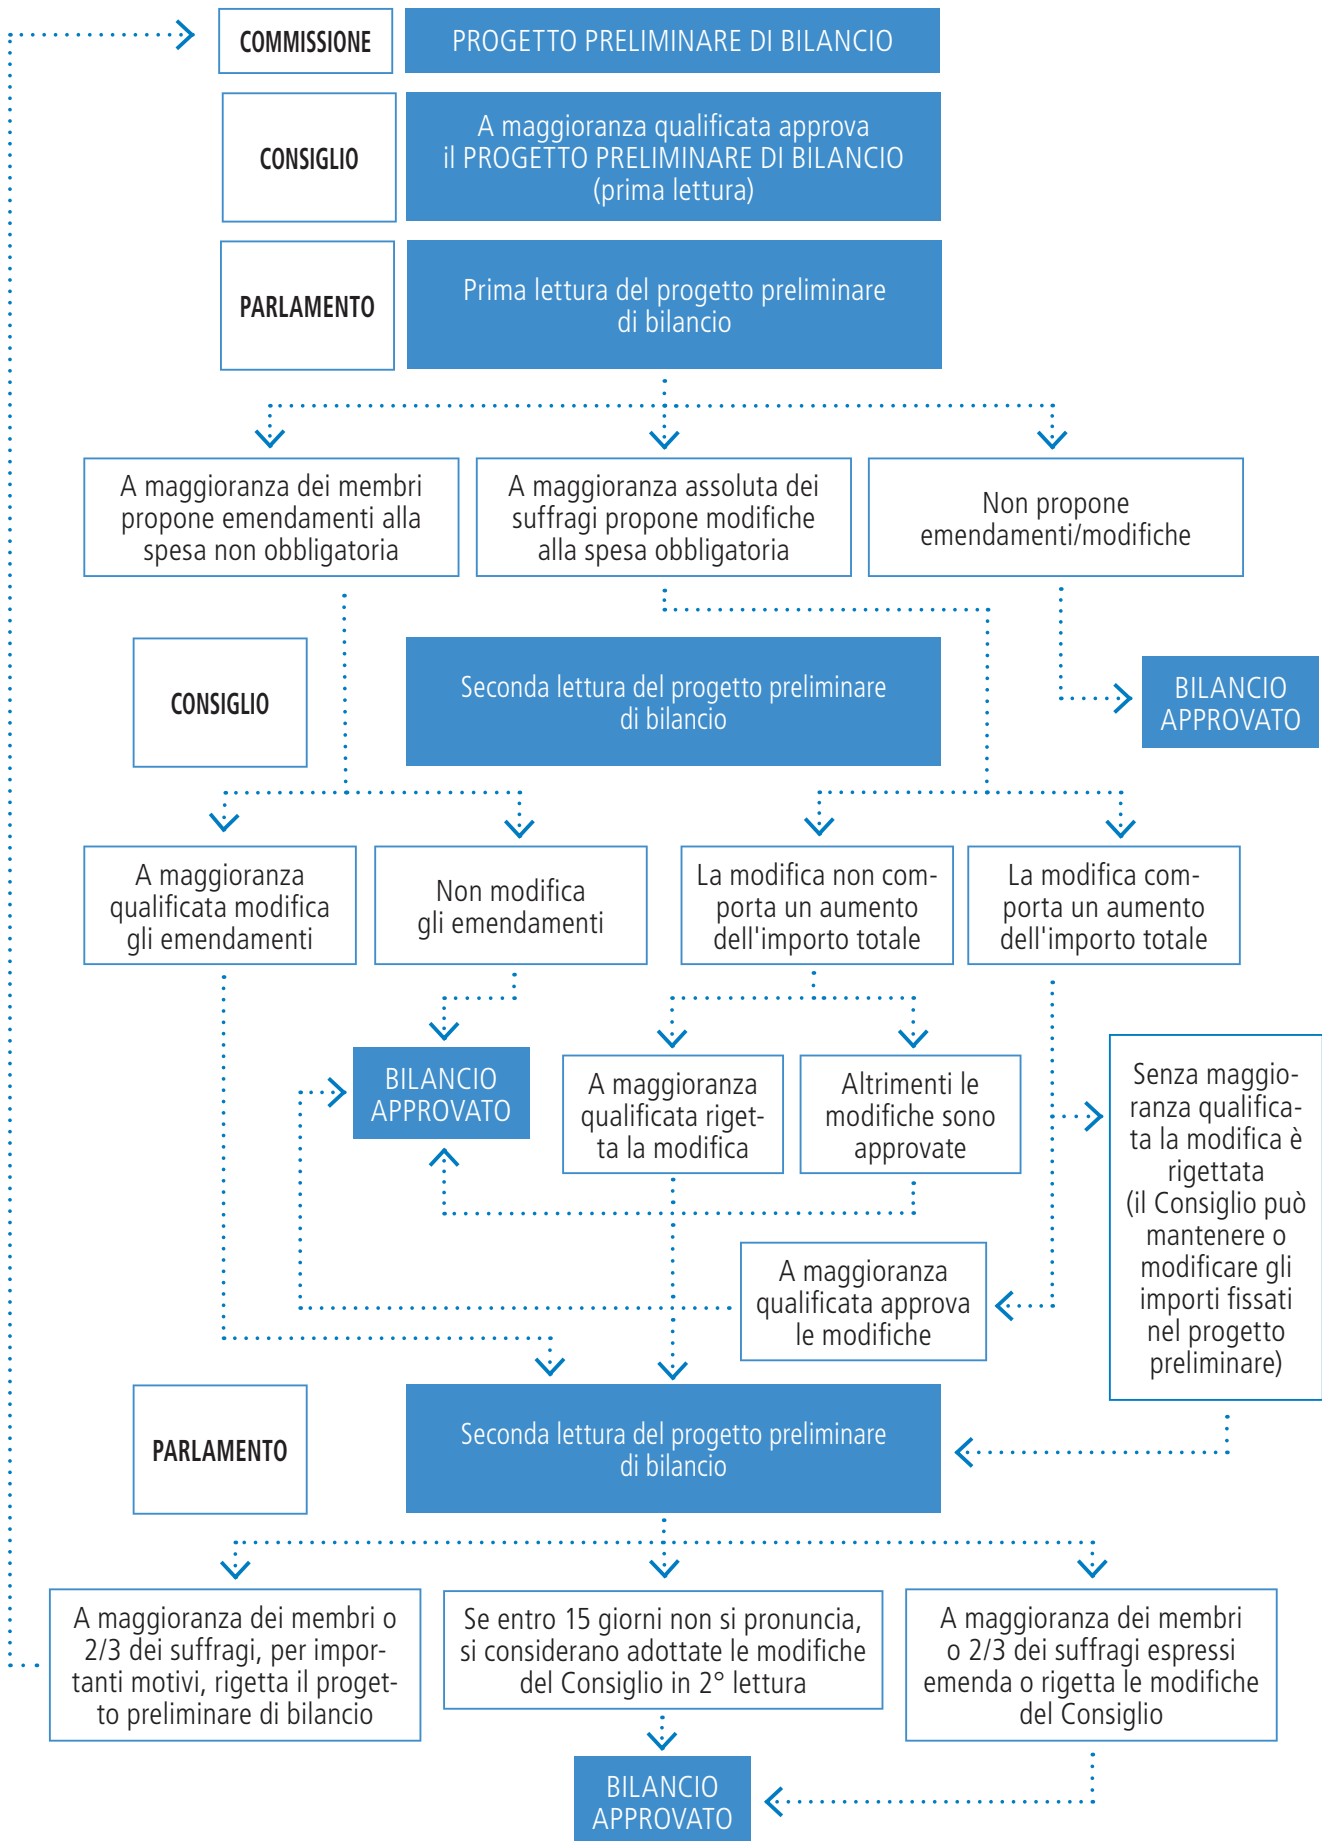 COMMISSIONE
PROGETTO PRELIMINARE DI BILANCIO
CONSIGLIO
A maggioranza qualificata approva
il PROGETTO PRELIMINARE DI BILANCIO
(prima lettura)
PARLAMENTO
Prima lettura del progetto preliminare
di bilancio
A maggioranza dei membri
propone emendamenti alla
spesa non obbligatoria
A maggioranza assoluta dei
suffragi propone modifiche
alla spesa obbligatoria
Non propone
emendamenti/modifiche
CONSIGLIO
Seconda lettura del progetto preliminare
di bilancio
BILANCIO
APPROVATO
A maggioranza
qualificata modifica
gli emendamenti
Non modifica
gli emendamenti
La modifica non com-
porta un aumento
dell'importo totale
La modifica com-
porta un aumento
dell'importo totale
BILANCIO
APPROVATO
A maggioranza
qualificata riget-
ta la modifica
Altrimenti le
modifiche sono
approvate
Senza maggio-
ranza qualifica-
ta la modifica è
rigettata
(il Consiglio può
mantenere o
modificare gli
importi fissati
nel progetto
preliminare)
A maggioranza
qualificata approva
le modifiche
PARLAMENTO
Seconda lettura del progetto preliminare
di bilancio
A maggioranza dei membri o
2/3 dei suffragi, per impor-
tanti motivi, rigetta il proget-
to preliminare di bilancio
Se entro 15 giorni non si pronuncia,
si considerano adottate le modifiche
del Consiglio in 2° lettura
A maggioranza dei membri
o 2/3 dei suffragi espressi
emenda o rigetta le modifiche
del Consiglio
BILANCIO
APPROVATO